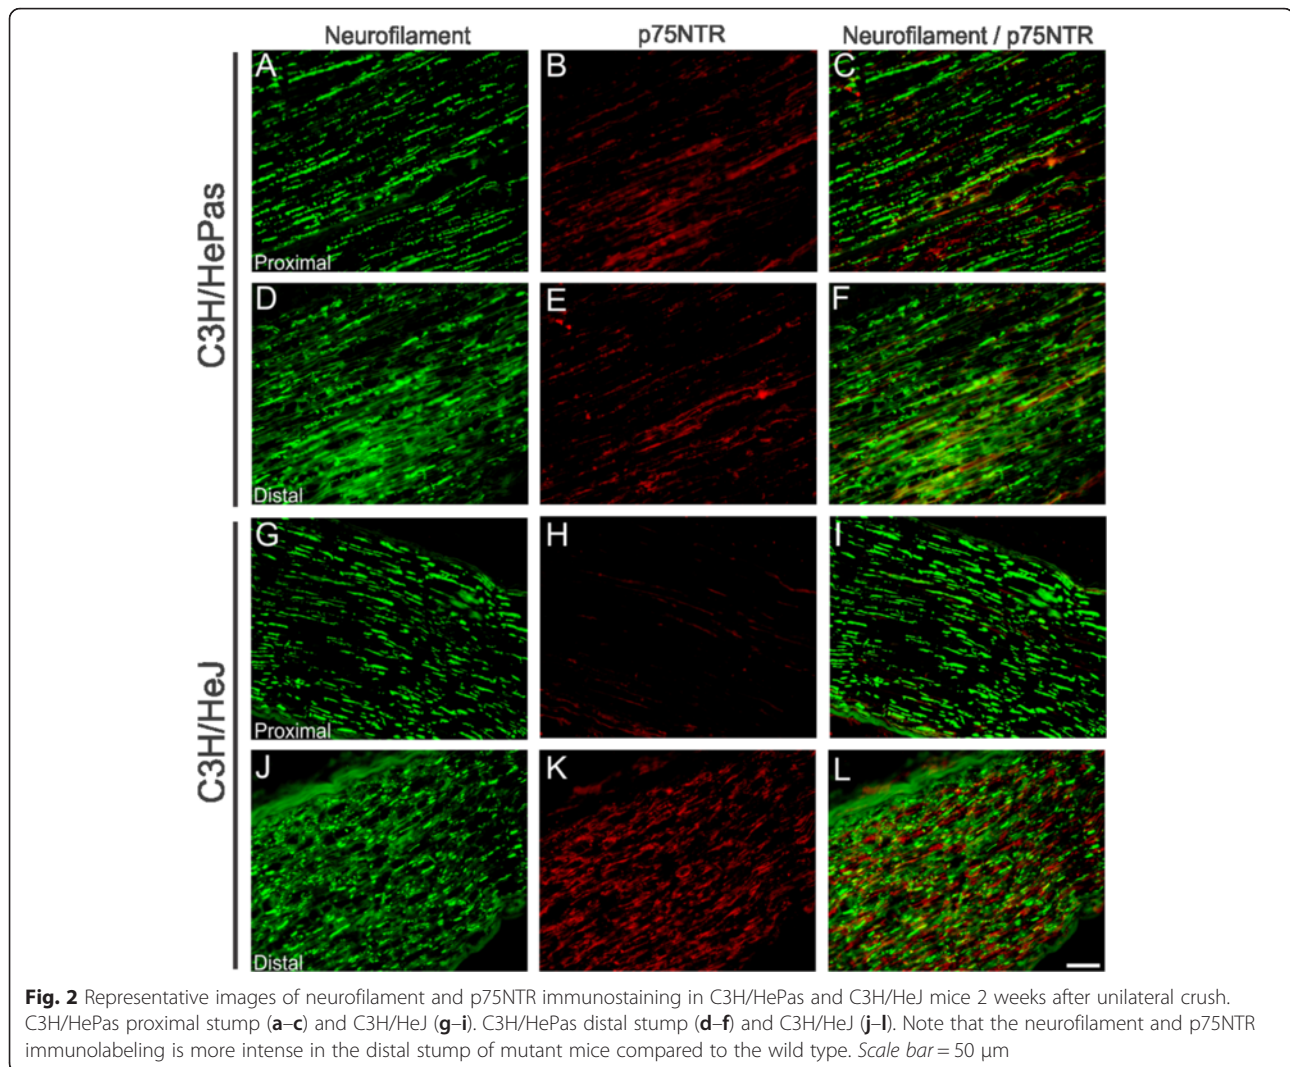 Neurofilament p75NTR Neurofilament / p75NTR
C3H/HePas
A B C
Proximal
D E F
Distal
C3H/HeJ
G H I
Proximal
J K L
Distal
Fig. 2 Representative images of neurofilament and p75NTR immunostaining in C3H/HePas and C3H/HeJ mice 2 weeks after unilateral crush.
C3H/HePas proximal stump (a–c) and C3H/HeJ (g–i). C3H/HePas distal stump (d–f) and C3H/HeJ (j–l). Note that the neurofilament and p75NTR
immunolabeling is more intense in the distal stump of mutant mice compared to the wild type. Scale bar = 50 μm